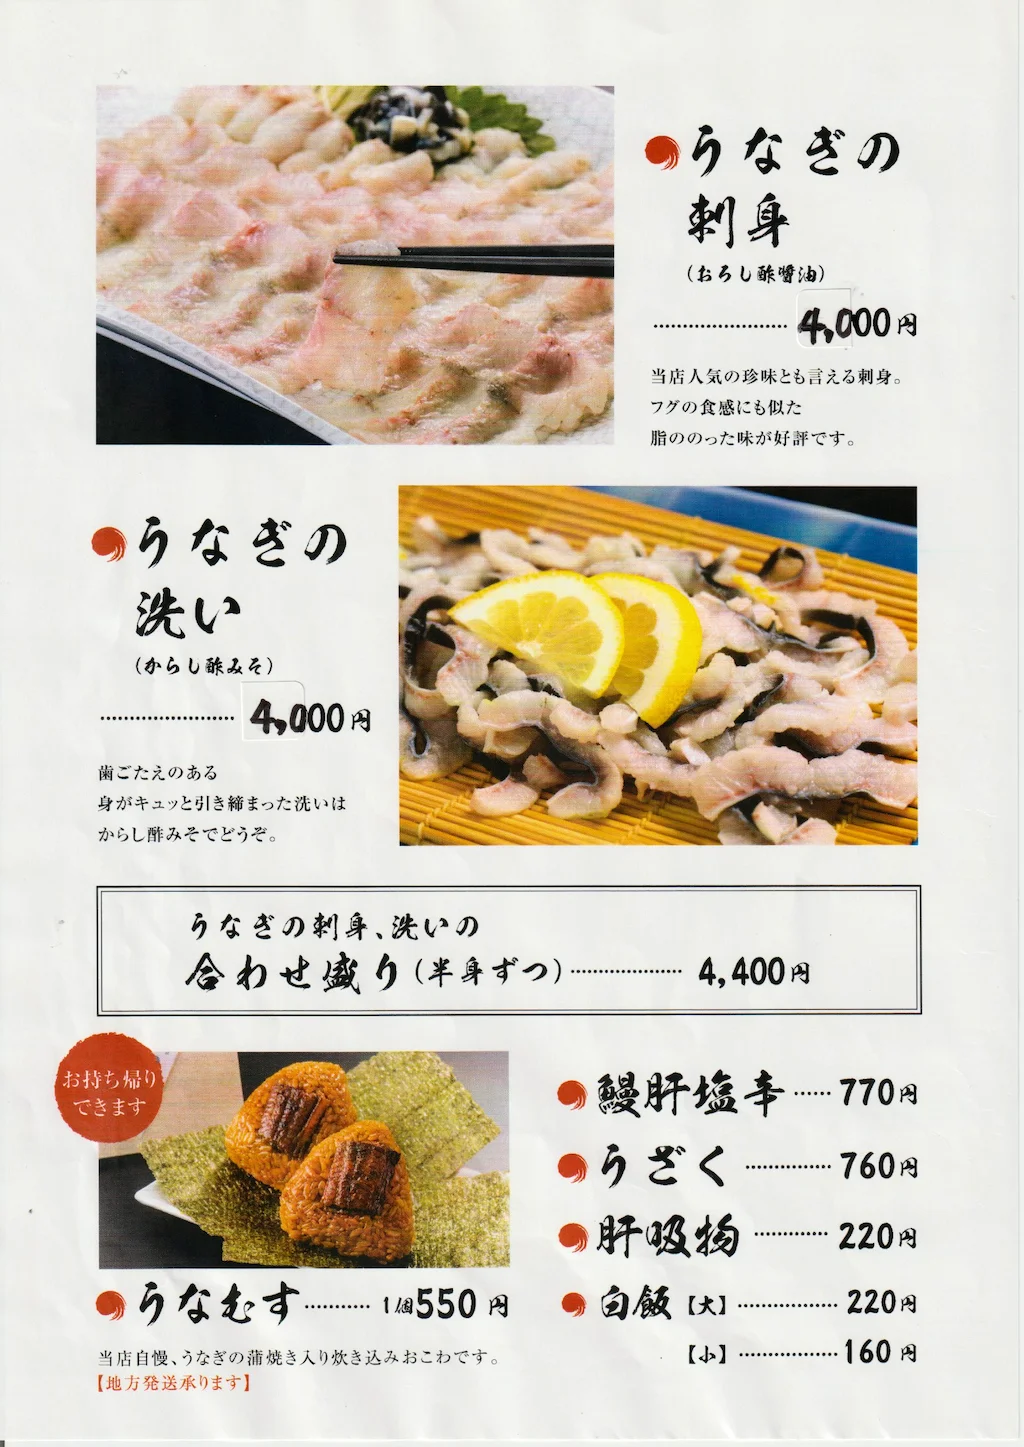 うなぎの
刺身
(おろし酢醤油)
4,000円
当店人気の珍味とも言える刺身。
フグの食感にも似た
脂ののった味が好評です。
うなぎの
洗い
(からし酢みそ)
4,000円
歯ごたえのある
身がキュッと引き締まった洗いは
からし酢みそでどうぞ。
うなぎの刺身、洗いの
合わせ盛り(半身ずつ) 4,400円
お持ち帰り
できます
うなむす 1個550円
当店自慢、うなぎの蒲焼き入り炊き込みおこわです。
【地方発送承ります】
鰻肝塩辛 770円
うざく 760円
肝吸物 220円
白飯【大】 220円
【小】 160円